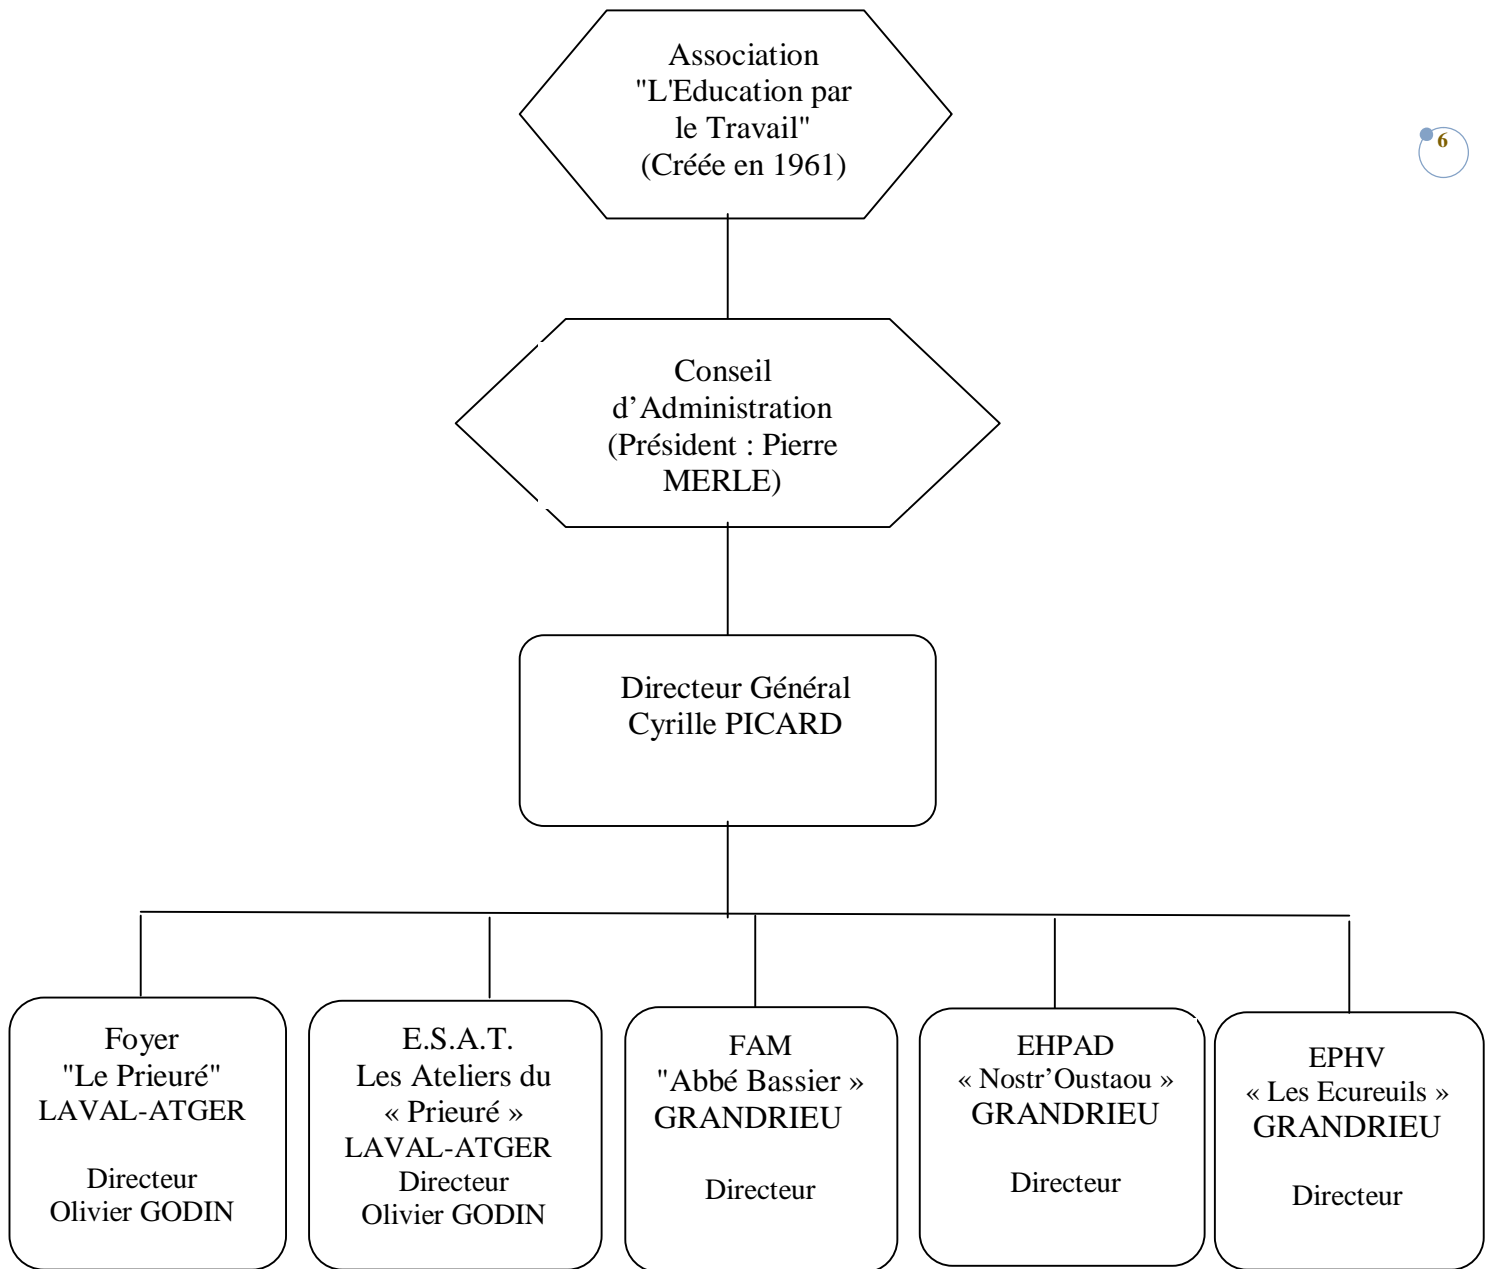 Association
"L'Education par
le Travail"
(Créée en 1961)
6
Conseil
d’Administration
(Président : Pierre
MERLE)
Directeur Général
Cyrille PICARD
Foyer
"Le Prieuré"
LAVAL-ATGER
Directeur
Olivier GODIN
E.S.A.T.
Les Ateliers du
« Prieuré »
LAVAL-ATGER
Directeur
Olivier GODIN
FAM
"Abbé Bassier »
GRANDRIEU
Directeur
EHPAD
« Nostr’Oustaou »
GRANDRIEU
Directeur
EPHV
« Les Ecureuils »
GRANDRIEU
Directeur